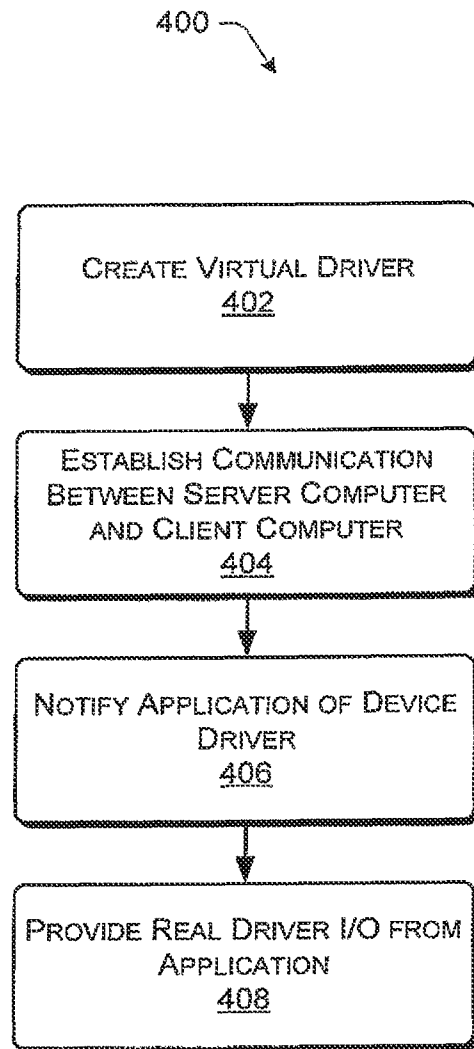 400
CREATE VIRTUAL DRIVER
402
ESTABLISH COMMUNICATION
BETWEEN SERVER COMPUTER
AND CLIENT COMPUTER
404
NOTIFY APPLICATION OF DEVICE
DRIVER
406
PROVIDE REAL DRIVER I/O FROM
APPLICATION
408